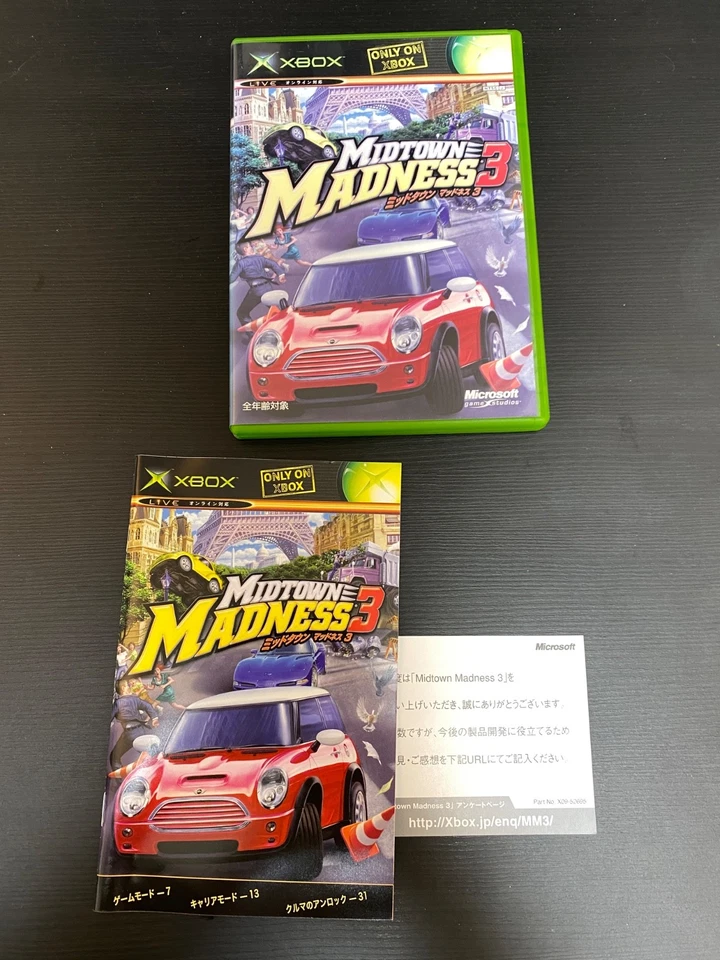 XBOX
ONLY ON
XBOX
LIVE オンライン対応
MIDTOWN
MADNESS 3
ミッドタウン マッドネス 3
全年齢対象
Microsoft
game studios
XBOX
ONLY ON
XBOX
LIVE オンライン対応
MIDTOWN
MADNESS 3
ミッドタウン マッドネス 3
ゲームモード ー 7
キャリアモード ー 13
クルマのアンロック ー 31
Microsoft
は「Midtown Madness 3」を
い上げいただき、誠にありがとうございます。
数ですが、今後の製品開発に役立てるため
見・ご感想を下記URLにてご記入ください。
town Madness 3」アンケートページ
Part No.
http://Xbox.jp/enq/MM3/